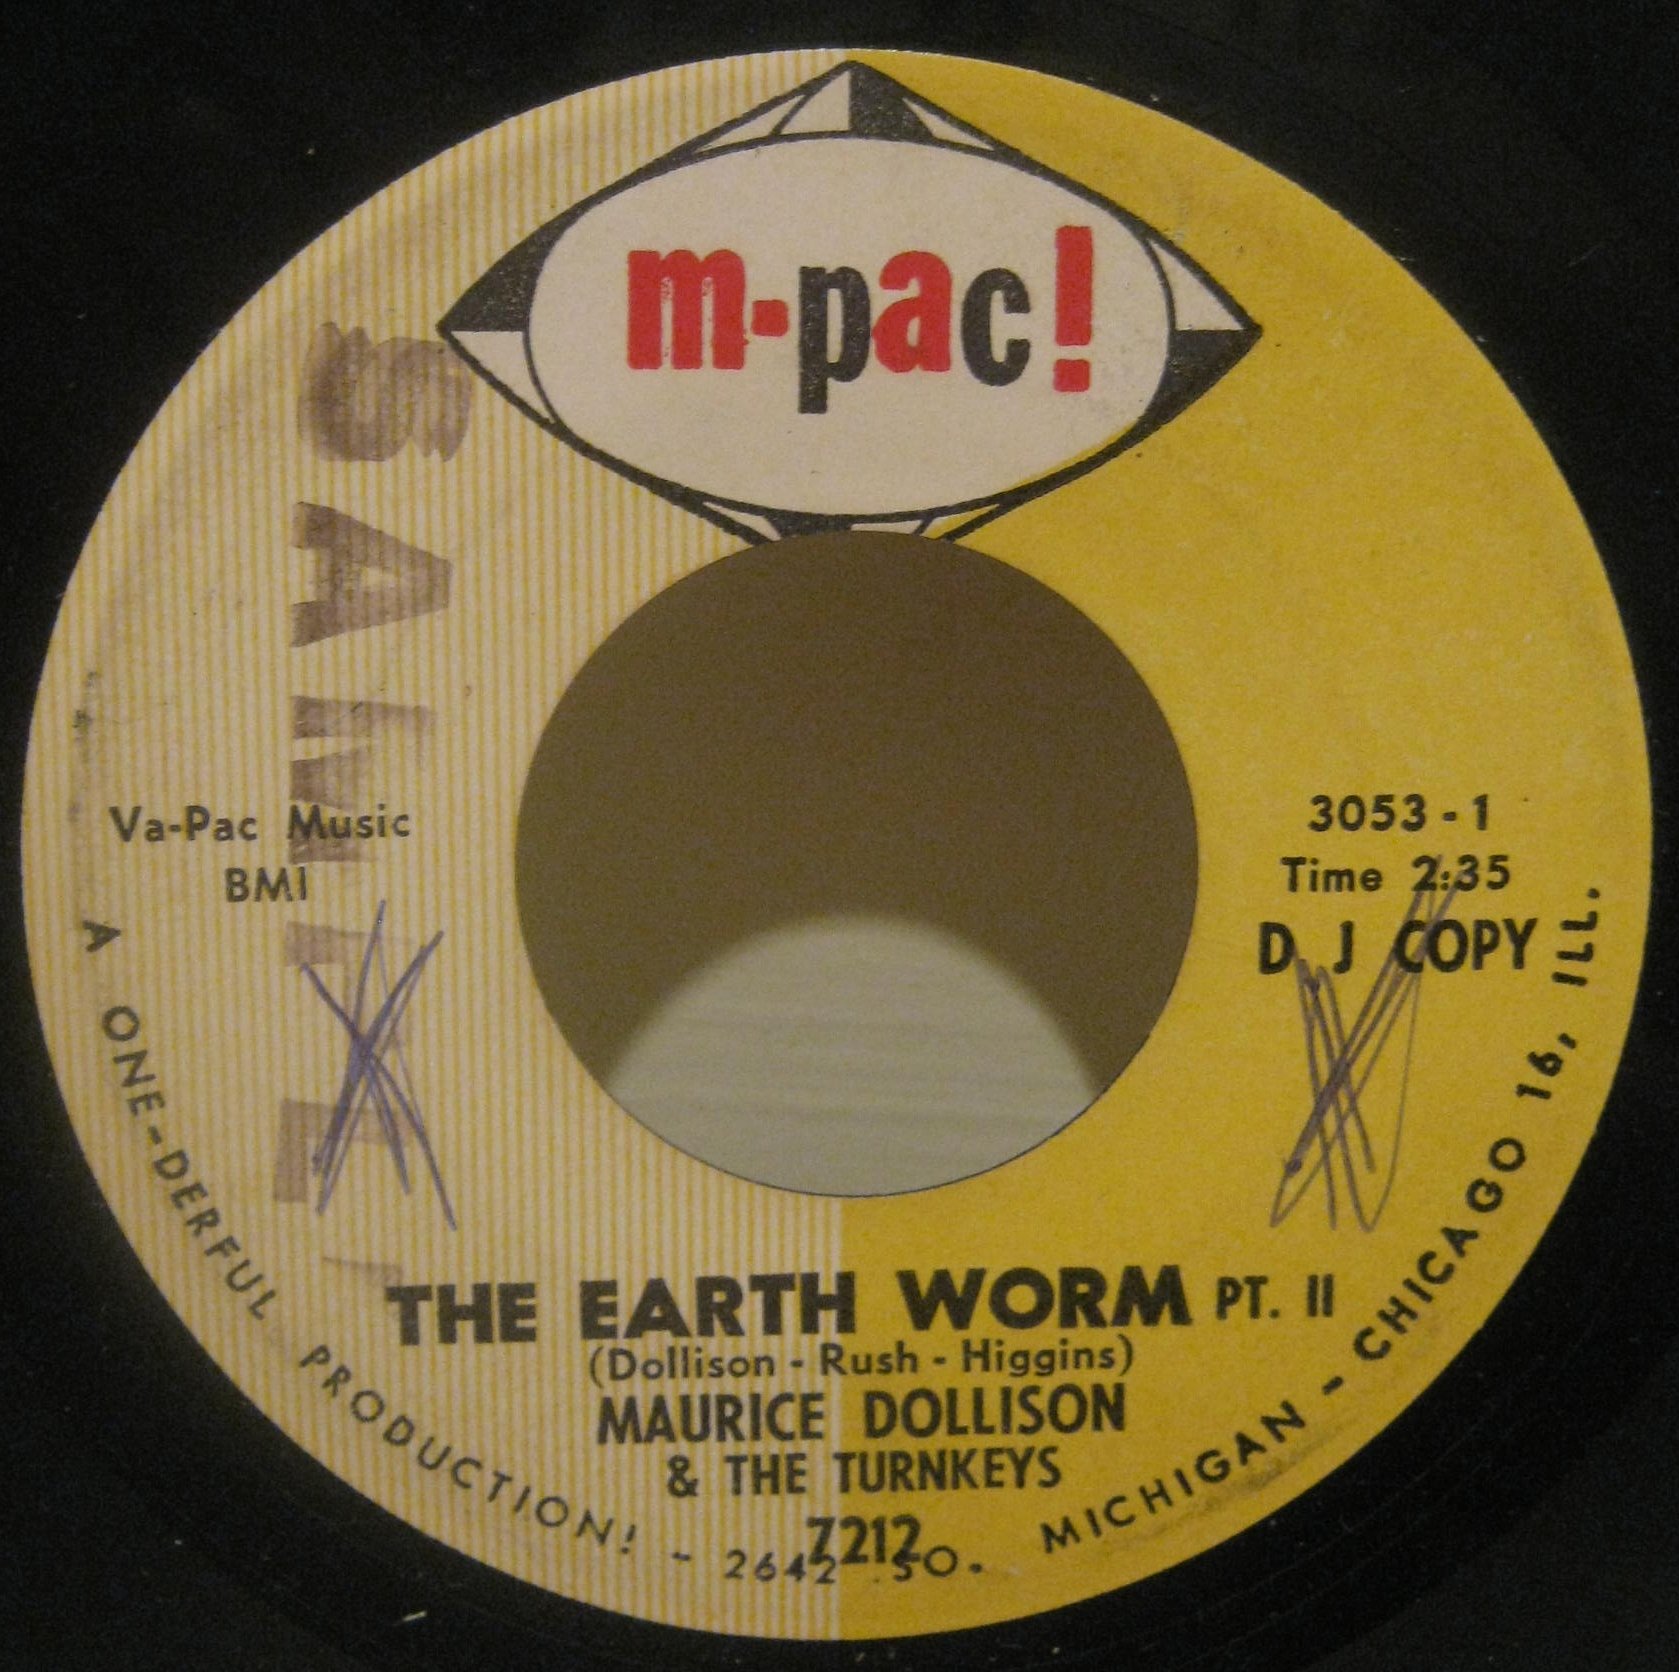 m-pac!
SAMPLE
Va-Pac Music
BMI
3053-1
Time 2:35
D J COPY
THE EARTH WORM PT. II
(Dollison - Rush - Higgins)
MAURICE DOLLISON
& THE TURNKEYS
7212
A ONE-DERFUL PRODUCTION! - 2642 SO. MICHIGAN - CHICAGO 16, ILL.